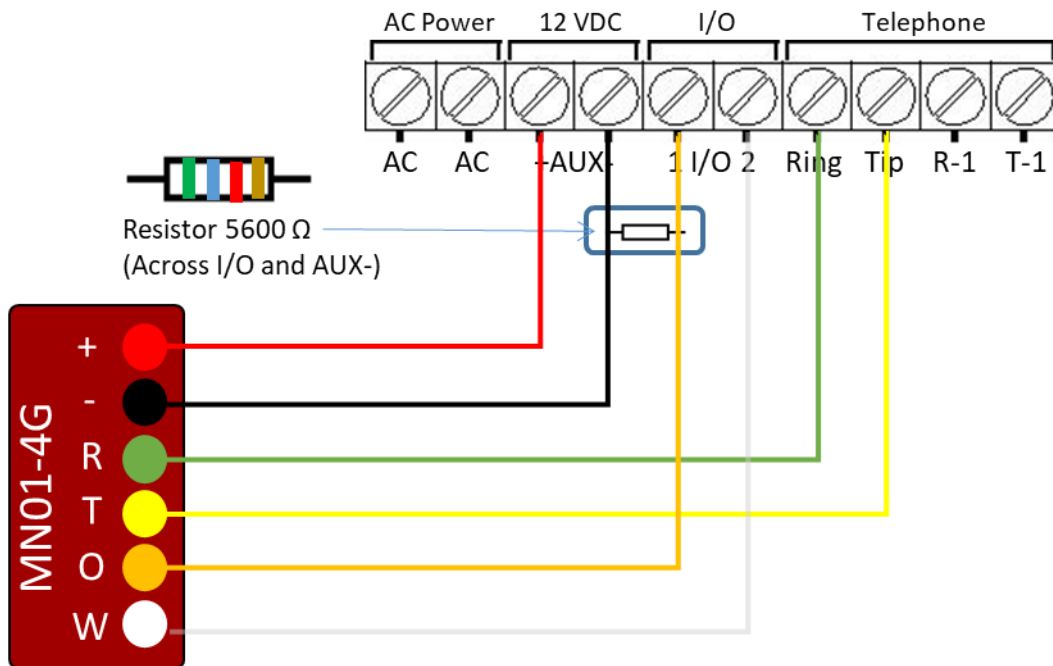 AC Power 12 VDC I/O Telephone
AC AC +AUX- 1 I/O 2 Ring Tip R-1 T-1
Resistor 5600 Ω
(Across I/O and AUX-)
MN01-4G
+
-
R
T
O
W